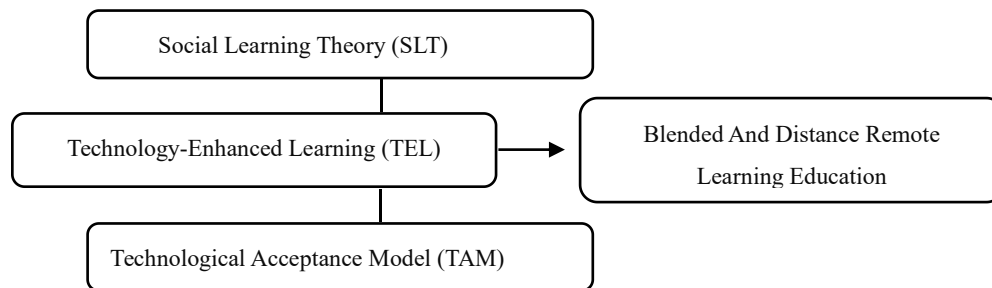 Social Learning Theory (SLT)
Technology-Enhanced Learning (TEL)
Blended And Distance Remote
Learning Education
Technological Acceptance Model (TAM)